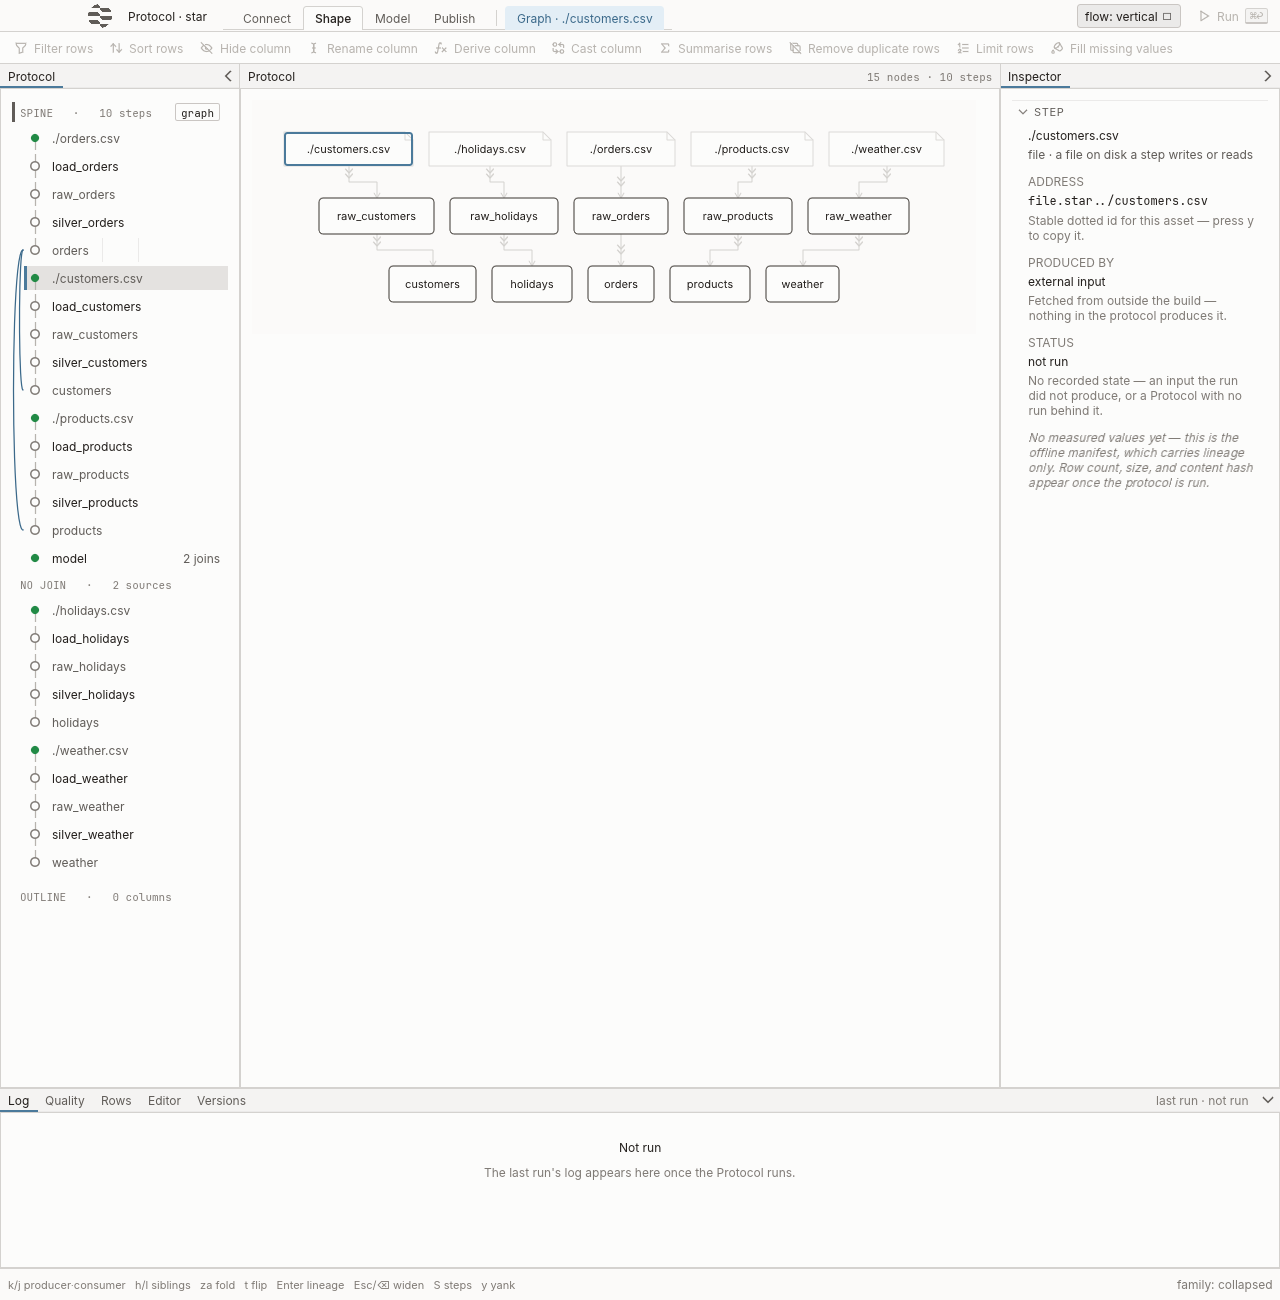 Protocol · star
Connect
Shape
Model
Publish
Graph · ./customers.csv
flow: vertical
Run
Filter rows
Sort rows
Hide column
Rename column
Derive column
Cast column
Summarise rows
Remove duplicate rows
Limit rows
Fill missing values
Protocol
SPINE · 10 steps
graph
./orders.csv
load_orders
raw_orders
silver_orders
orders
./customers.csv
load_customers
raw_customers
silver_customers
customers
./products.csv
load_products
raw_products
silver_products
products
model 2 joins
NO JOIN · 2 sources
./holidays.csv
load_holidays
raw_holidays
silver_holidays
holidays
./weather.csv
load_weather
raw_weather
silver_weather
weather
OUTLINE · 0 columns
Protocol
15 nodes · 10 steps
./customers.csv
./holidays.csv
./orders.csv
./products.csv
./weather.csv
raw_customers
raw_holidays
raw_orders
raw_products
raw_weather
customers
holidays
orders
products
weather
Inspector
STEP
./customers.csv
file · a file on disk a step writes or reads
ADDRESS
file.star../customers.csv
Stable dotted id for this asset — press y
to copy it.
PRODUCED BY
external input
Fetched from outside the build —
nothing in the protocol produces it.
STATUS
not run
No recorded state — an input the run
did not produce, or a Protocol with no
run behind it.
No measured values yet — this is the
offline manifest, which carries lineage
only. Row count, size, and content hash
appear once the protocol is run.
Log
Quality
Rows
Editor
Versions
last run · not run
Not run
The last run's log appears here once the Protocol runs.
k/j producer·consumer h/l siblings za fold t flip Enter lineage Esc/⌫ widen S steps y yank
family: collapsed